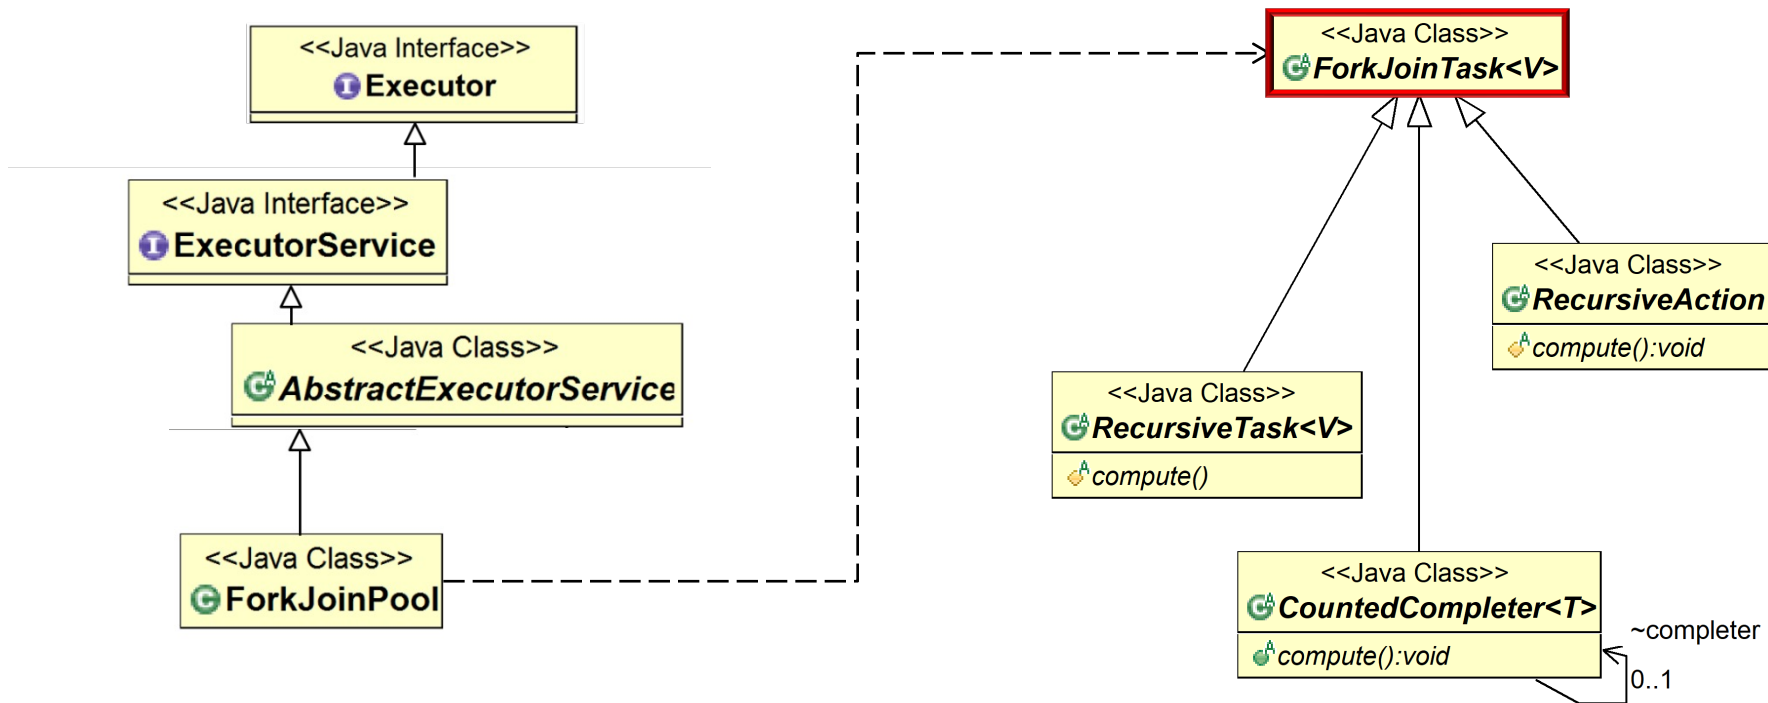 <<Java Interface>>
Executor
<<Java Interface>>
ExecutorService
<<Java Class>>
AbstractExecutorService
<<Java Class>>
ForkJoinPool
<<Java Class>>
ForkJoinTask<V>
<<Java Class>>
RecursiveAction
compute():void
<<Java Class>>
RecursiveTask<V>
compute()
<<Java Class>>
CountedCompleter<T>
compute():void
~completer
0..1